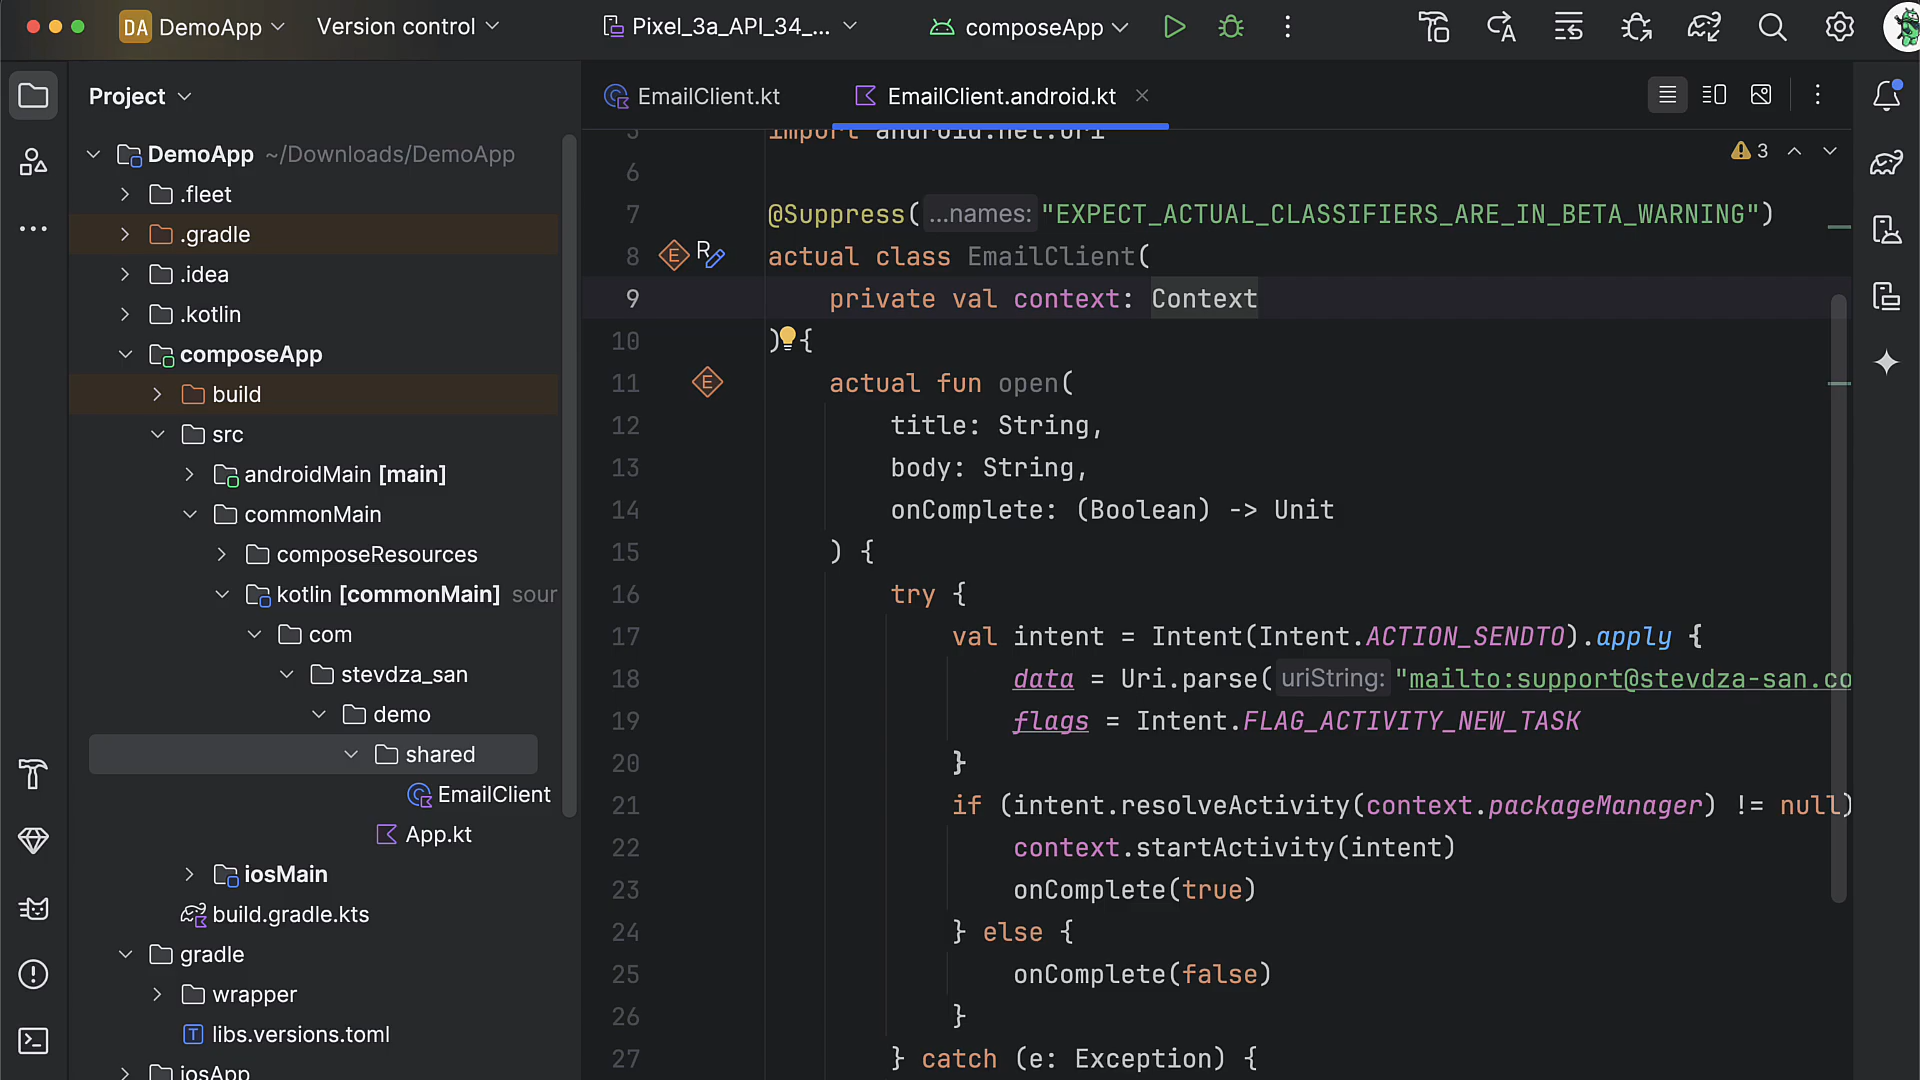 DA DemoApp Version control Pixel_3a_API_34_... composeApp
Project
EmailClient.kt EmailClient.android.kt
DemoApp ~/Downloads/DemoApp
.fleet
.gradle
.idea
.kotlin
composeApp
build
src
androidMain [main]
commonMain
composeResources
kotlin [commonMain] sour
com
stevdza_san
demo
shared
EmailClient
App.kt
iosMain
build.gradle.kts
gradle
wrapper
libs.versions.toml
iosApp
3
5 import android.net.Uri
6
7 @Suppress( ...names: "EXPECT_ACTUAL_CLASSIFIERS_ARE_IN_BETA_WARNING")
8 actual class EmailClient(
9 private val context: Context
10 ) {
11 actual fun open(
12 title: String,
13 body: String,
14 onComplete: (Boolean) -> Unit
15 ) {
16 try {
17 val intent = Intent(Intent.ACTION_SENDTO).apply {
18 data = Uri.parse( uriString: "mailto:support@stevdza-san.co
19 flags = Intent.FLAG_ACTIVITY_NEW_TASK
20 }
21 if (intent.resolveActivity(context.packageManager) != null)
22 context.startActivity(intent)
23 onComplete(true)
24 } else {
25 onComplete(false)
26 }
27 } catch (e: Exception) {